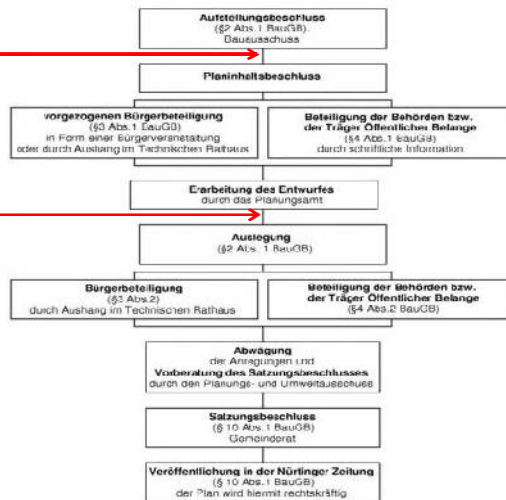 Aufstellungsbeschluss
(§2 Abs.1 BauGB)
Bauausschuss
Planinhaltsbeschluss
vorgezogenen Bürgerbeteiligung
(§3 Abs.1 BauGB)
in Form einer Bürgerveranstaltung
oder durch Aushang im Technischen Rathaus
Beteiligung der Behörden bzw.
der Träger Öffentlicher Belange
(§4 Abs.1 BauGB)
durch schriftliche Information
Erarbeitung des Entwurfes
durch das Planungsamt
Auslegung
(§2 Abs. 1 BauGB)
Bürgerbeteiligung
(§3 Abs.2)
durch Aushang im Technischen Rathaus
Beteiligung der Behörden bzw.
der Träger Öffentlicher Belange
(§4 Abs.2 BauGB)
Abwägung
der Anregungen und
Vorberatung des Satzungsbeschlusses
durch den Planungs- und Umweltausschuss
Satzungsbeschluss
(§ 10 Abs.1 BauGB)
Gemeinderat
Veröffentlichung in der Nürtinger Zeitung
(§ 10 Abs.1 BauGB)
der Plan wird hiermit rechtskräftig